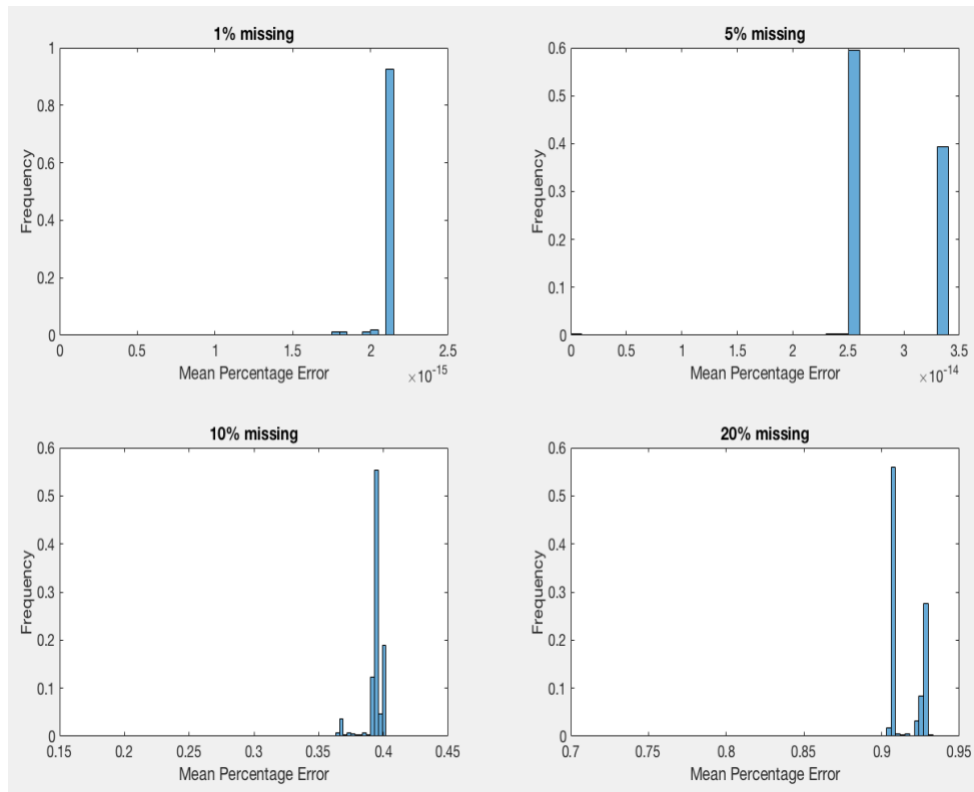 1% missing
1
0.8
0.6
0.4
0.2
0
Frequency
0 0.5 1 1.5 2 2.5
Mean Percentage Error
×10-15
5% missing
0.6
0.5
0.4
0.3
0.2
0.1
0
Frequency
0 0.5 1 1.5 2 2.5 3 3.5
Mean Percentage Error
×10-14
10% missing
0.6
0.5
0.4
0.3
0.2
0.1
0
Frequency
0.15 0.2 0.25 0.3 0.35 0.4 0.45
Mean Percentage Error
20% missing
0.6
0.5
0.4
0.3
0.2
0.1
0
Frequency
0.7 0.75 0.8 0.85 0.9 0.95
Mean Percentage Error